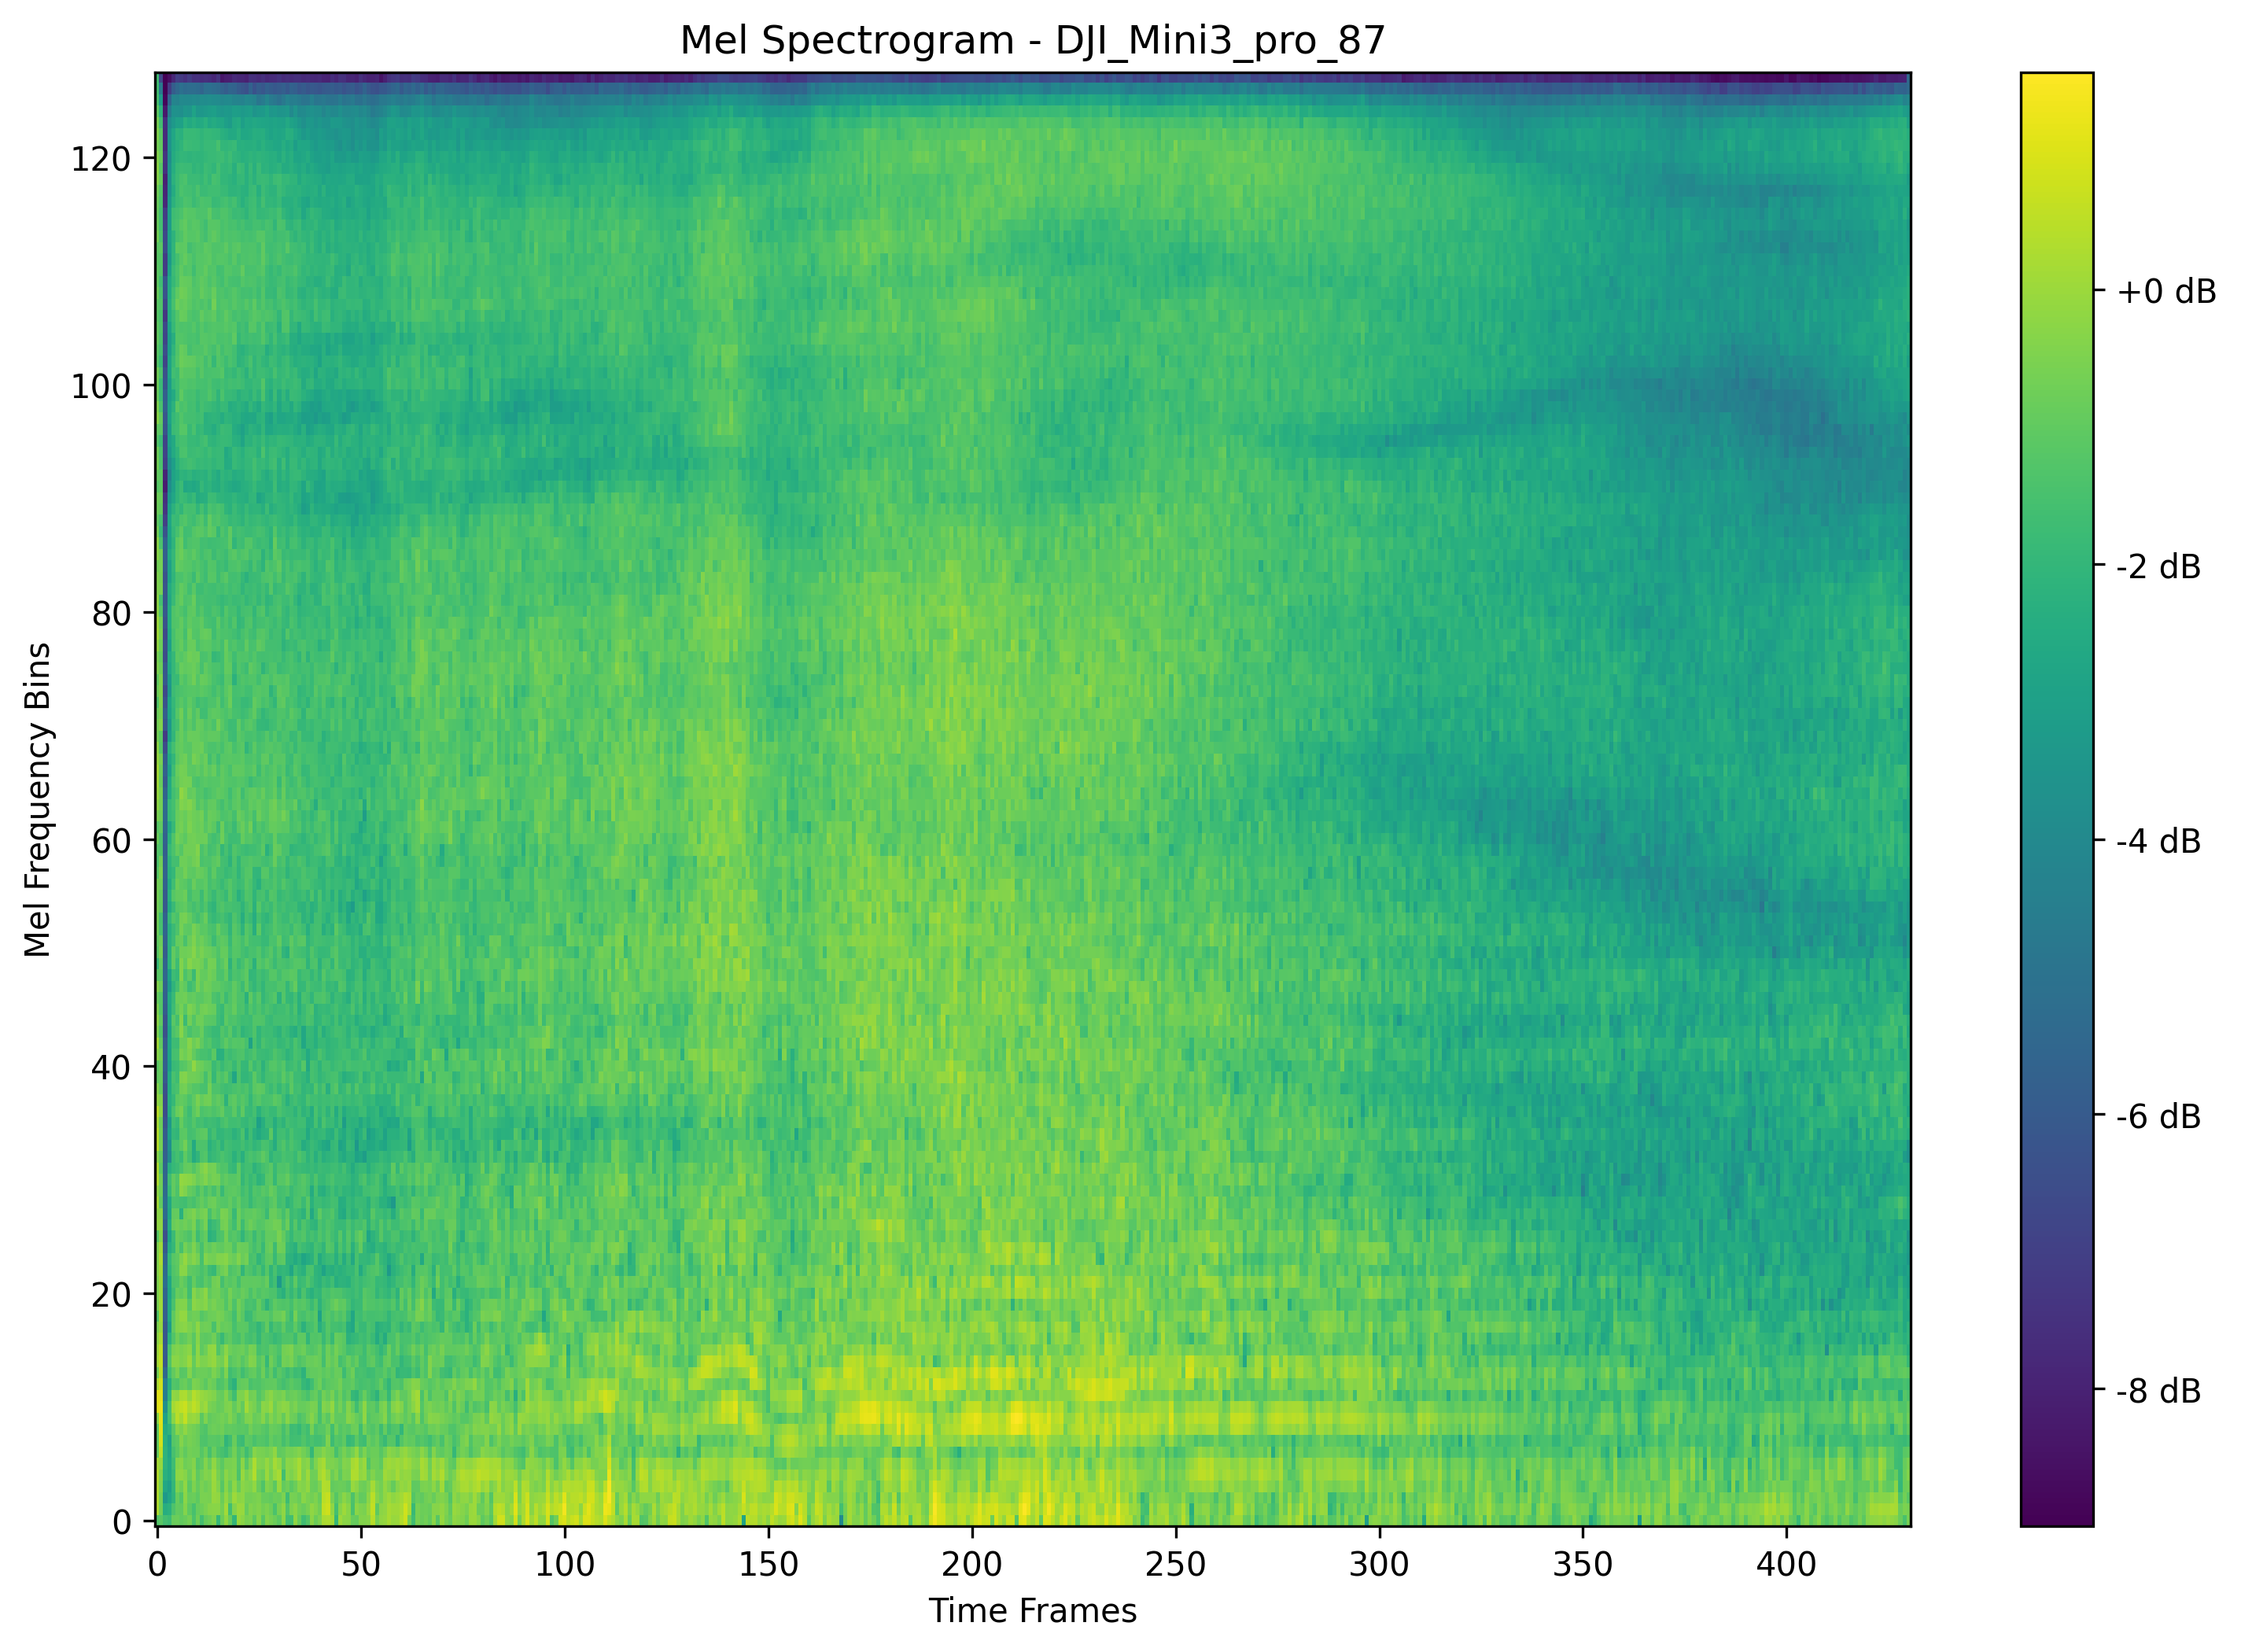 Mel Spectrogram - DJI_Mini3_pro_87
Mel Frequency Bins
120
100
80
60
40
20
0
0 50 100 150 200 250 300 350 400
Time Frames
+0 dB
-2 dB
-4 dB
-6 dB
-8 dB